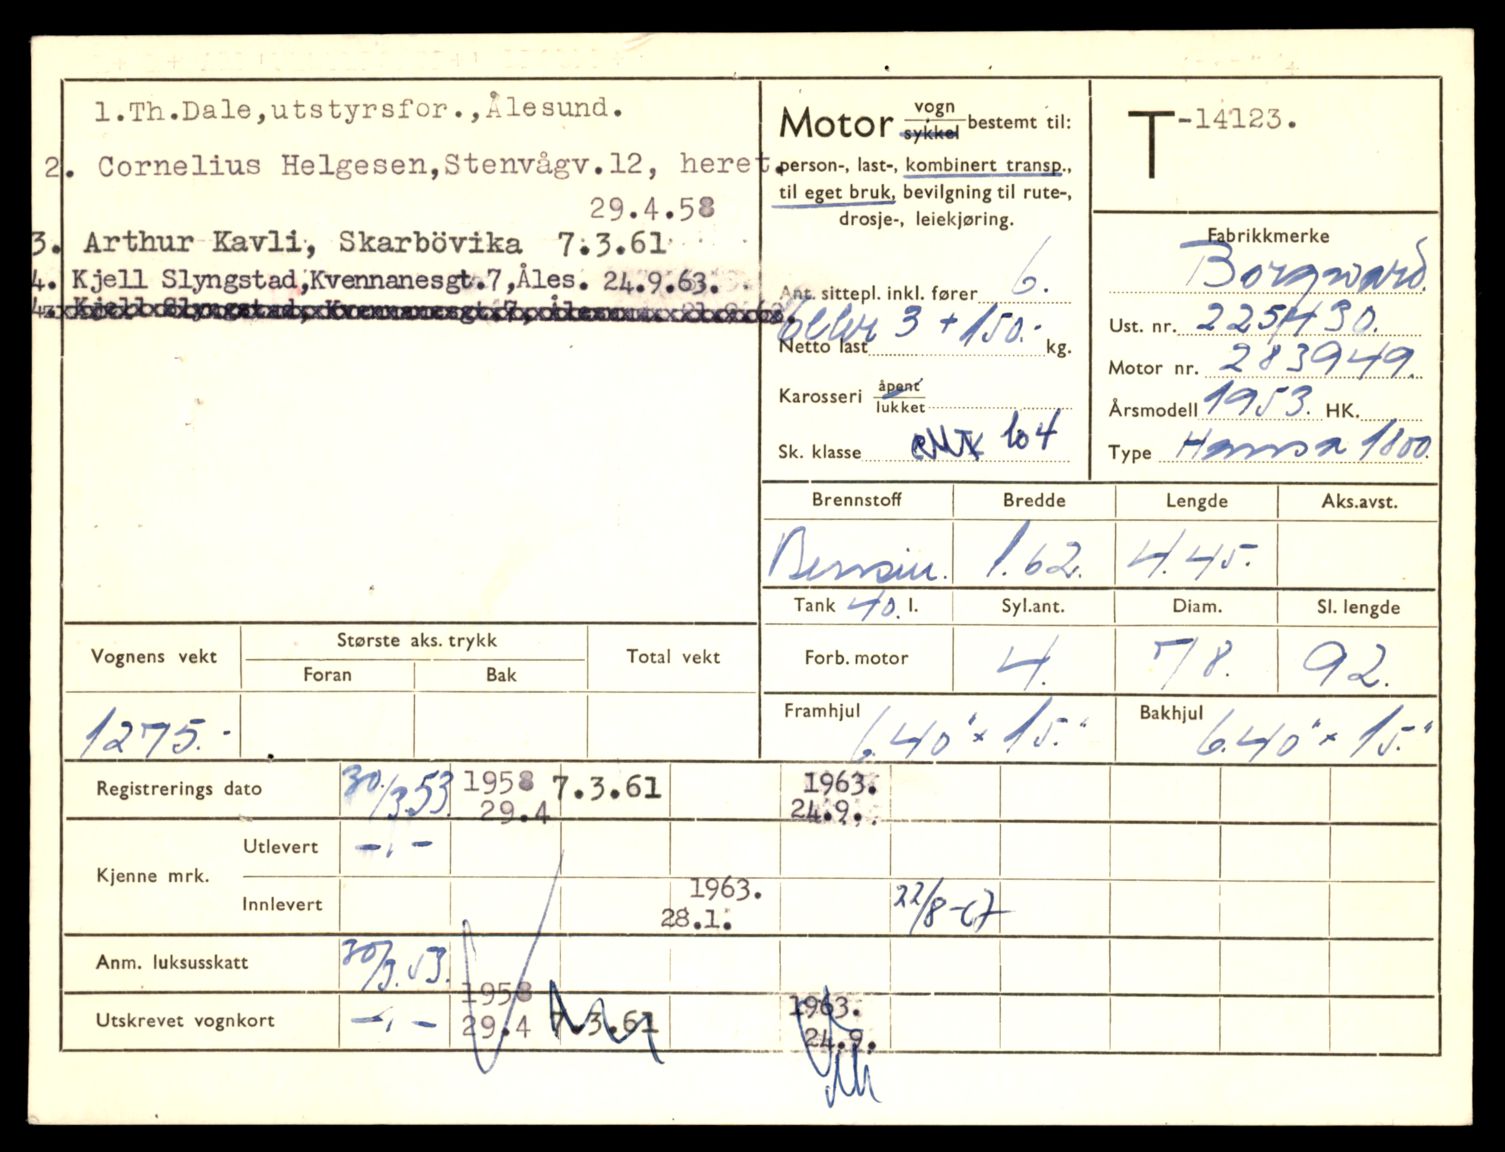 1.Th.Dale,utstyrsfor.,Ålesund.
2. Cornelius Helgesen,Stenvågv.12, heret.
29.4.58
3. Arthur Kavli, Skarbövika 7.3.61
4. Kjell Slyngstad,Kvennanesgt.7,Åles. 24.9.63.
4. Kjell Slyngstad, Kvennanesgt.7, Ålesun
Motor vogn sykkel bestemt til:
person-, last-, kombinert transp.,
til eget bruk, bevilgning til rute-,
drosje-, leiekjøring.
Ant. sittepl. inkl. fører 6.
eller 3 + 150.-
Netto last kg.
Karosseri åpent lukket
Sk. klasse 104
T-14123.
Fabrikkmerke
Borgward.
Ust. nr. 225430.
Motor nr. 283949.
Årsmodell 1953. HK.
Type Hansa 1800.
Brennstoff Bredde Lengde Aks.avst.
Bensin. 1.62. 4.45.
Tank 40. l. Syl.ant. Diam. Sl. lengde
Forb. motor 4. 78. 92.
Framhjul 6.40" x 15." Bakhjul 6.40" x 15."
Vognens vekt Største aks. trykk Total vekt
Foran Bak
1275.-
Registrerings dato 30./3.53. 1958 29.4 7.3.61 1963. 24.9.
Kjenne mrk.
Utlevert -"-
Innlevert 1963. 28.1. 22/8-67
Anm. luksusskatt 30/3.53.
Utskrevet vognkort -"- 1958 29.4 7.3.61 1963. 24.9.